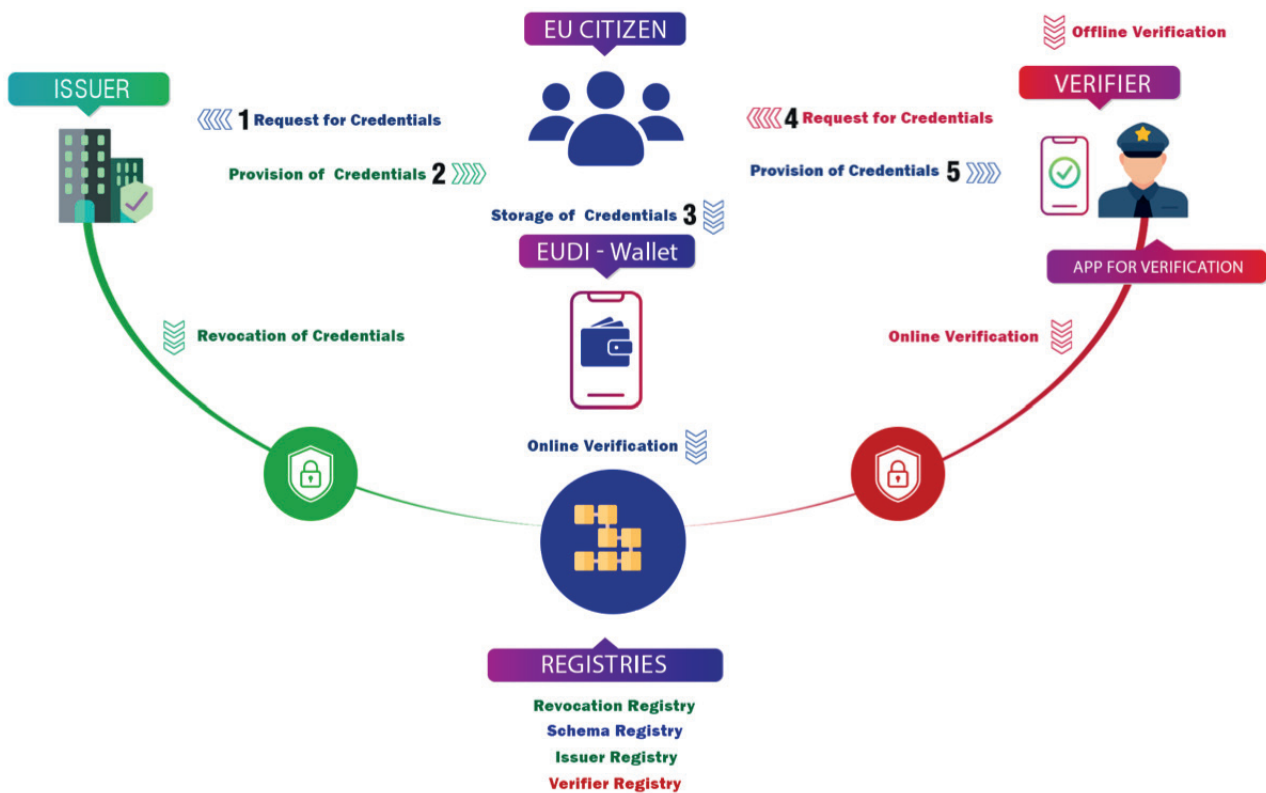 EU CITIZEN
Offline Verification
ISSUER
VERIFIER
1 Request for Credentials
4 Request for Credentials
Provision of Credentials 2
Provision of Credentials 5
Storage of Credentials 3
EUDI - Wallet
APP FOR VERIFICATION
Revocation of Credentials
Online Verification
Online Verification
REGISTRIES
Revocation Registry
Schema Registry
Issuer Registry
Verifier Registry